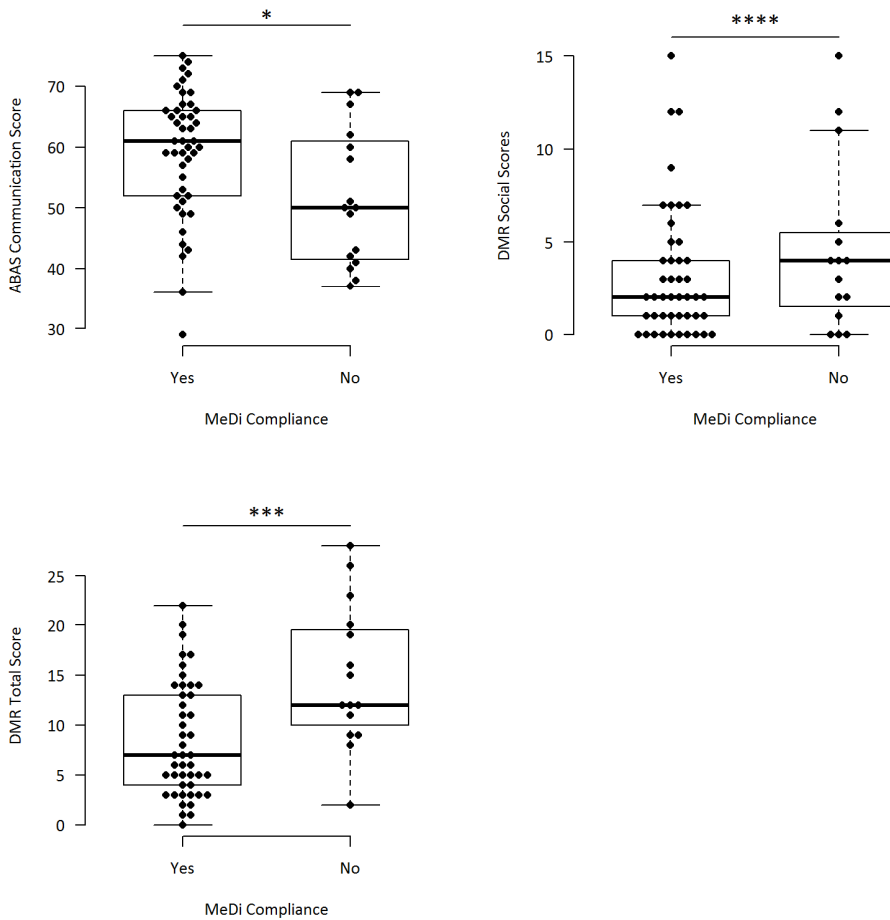 *
ABAS Communication Score
70
60
50
40
30
Yes No
MeDi Compliance
****
DMR Social Scores
15
10
5
0
Yes No
MeDi Compliance
***
DMR Total Score
25
20
15
10
5
0
Yes No
MeDi Compliance